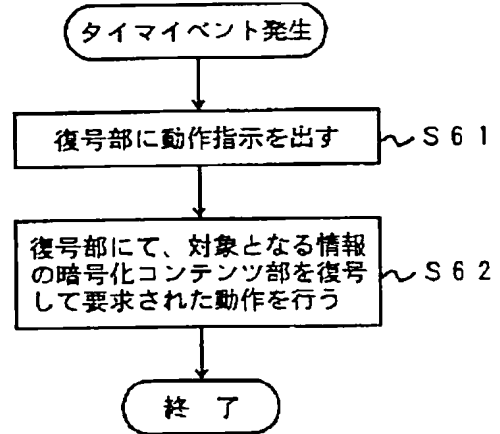 タイマイベント発生
復号部に動作指示を出す
S61
復号部にて、対象となる情報
の暗号化コンテンツ部を復号
して要求された動作を行う
S62
終 了